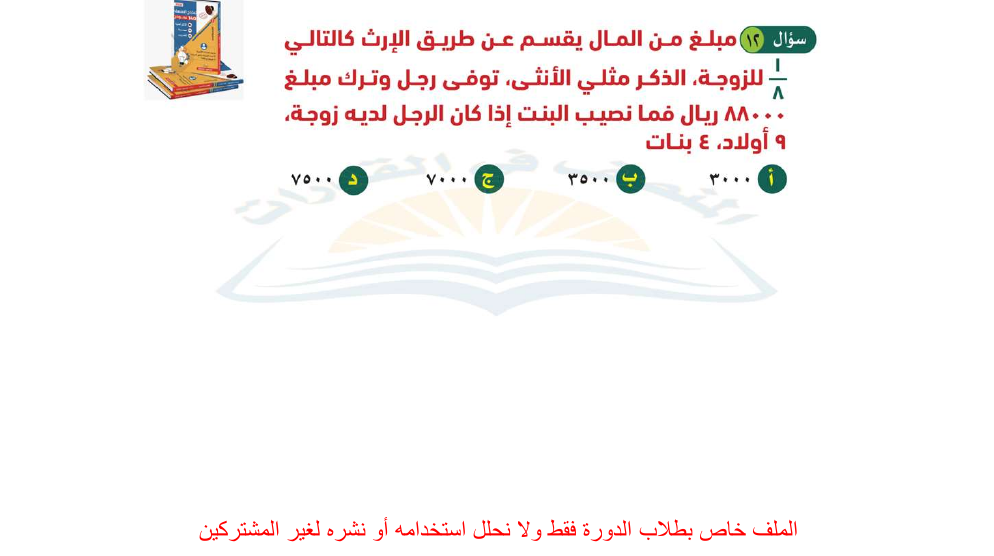 سؤال ١٢ مبلغ من المال يقسم عن طريق الإرث كالتالي
١/٨ للزوجة، الذكر مثلي الأنثى، توفى رجل وترك مبلغ
٨٨٠٠٠ ريال فما نصيب البنت إذا كان الرجل لديه زوجة،
٩ أولاد، ٤ بنات
أ ٣٠٠٠ ب ٣٥٠٠ ج ٧٠٠٠ د ٧٥٠٠
الملف خاص بطلاب الدورة فقط ولا نحلل استخدامه أو نشره لغير المشتركين